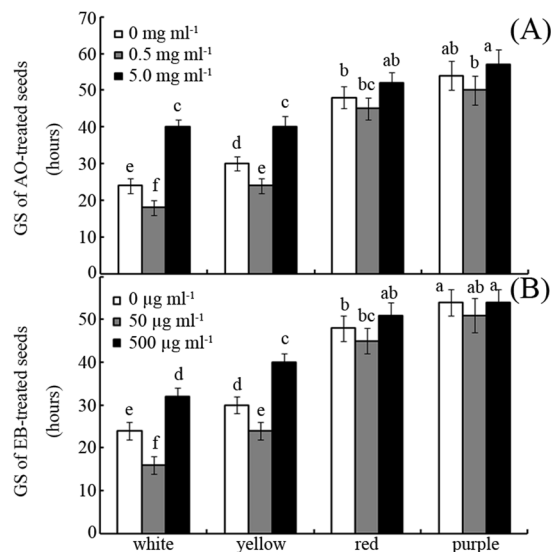 (A)
0 mg ml⁻¹
0.5 mg ml⁻¹
5.0 mg ml⁻¹
GS of AO-treated seeds
(hours)
70
60
50
40
30
20
10
0
e f c
d e c
b bc ab
ab b a
(B)
0 µg ml⁻¹
50 µg ml⁻¹
500 µg ml⁻¹
GS of EB-treated seeds
(hours)
50
40
30
20
10
0
e f d
d e c
b bc ab
a ab a
white yellow red purple